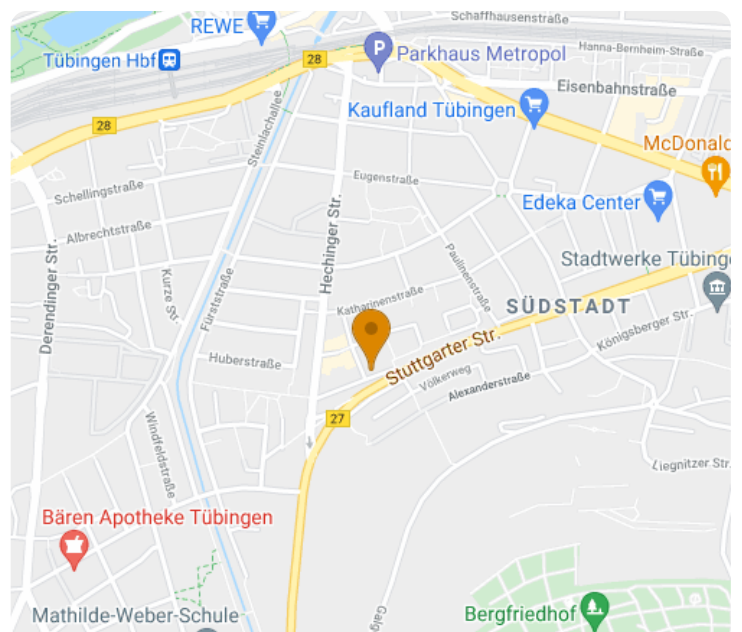 Schaffhausenstraße
REWE
Hanna-Bernheim-Straße
Parkhaus Metropol
Tübingen Hbf
28
Eisenbahnstraße
Kaufland Tübingen
28
Steinlachallee
McDonald
Eugenstraße
Schellingstraße
Edeka Center
Hechinger Str.
Albrechtstraße
Paulinenstraße
Stadtwerke Tübinge
Derendinger Str.
Kurze Str.
Fürststraße
Katharinenstraße
SÜDSTADT
Königsberger Str.
Huberstraße
Stuttgarter Str.
Völkerweg
Alexanderstraße
27
Windfeldstraße
Liegnitzer Str.
Bären Apotheke Tübingen
Mathilde-Weber-Schule
Bergfriedhof